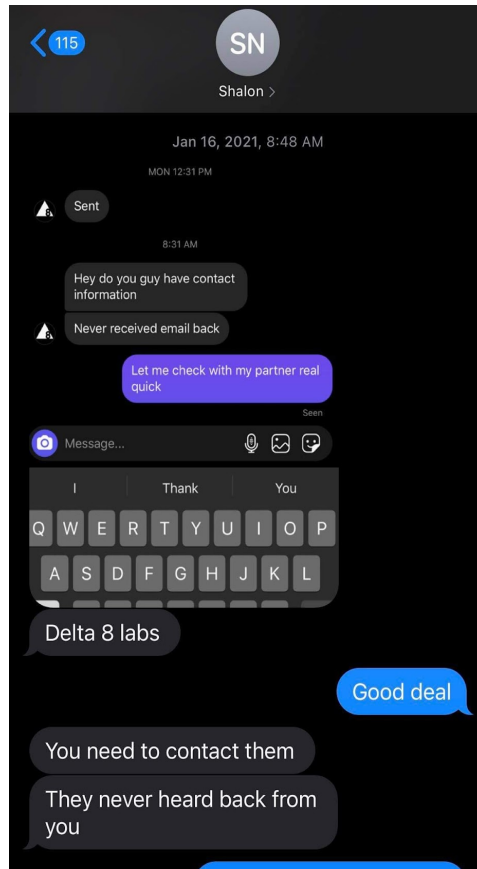 115
SN
Shalon >
Jan 16, 2021, 8:48 AM
MON 12:31 PM
Sent
8:31 AM
Hey do you guy have contact
information
Never received email back
Let me check with my partner real
quick
Seen
Message...
I Thank You
Q W E R T Y U I O P
A S D F G H J K L
Delta 8 labs
Good deal
You need to contact them
They never heard back from
you